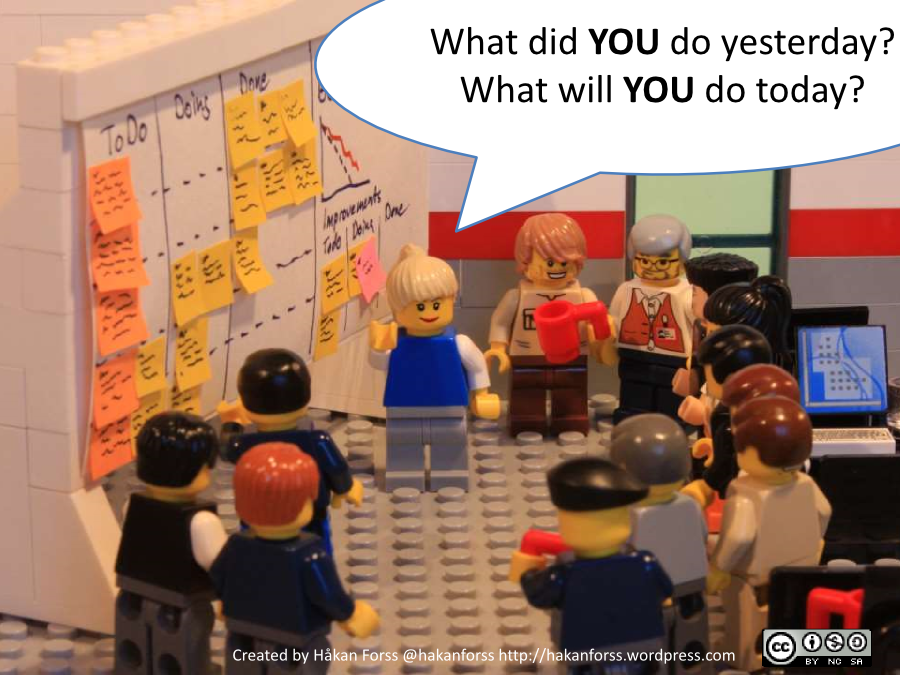 What did YOU do yesterday?
What will YOU do today?
ToDo
Doing
Done
Improvements
Todo
Doing
Done
Created by Håkan Forss @hakanforss http://hakanforss.wordpress.com
cc
BY NC SA